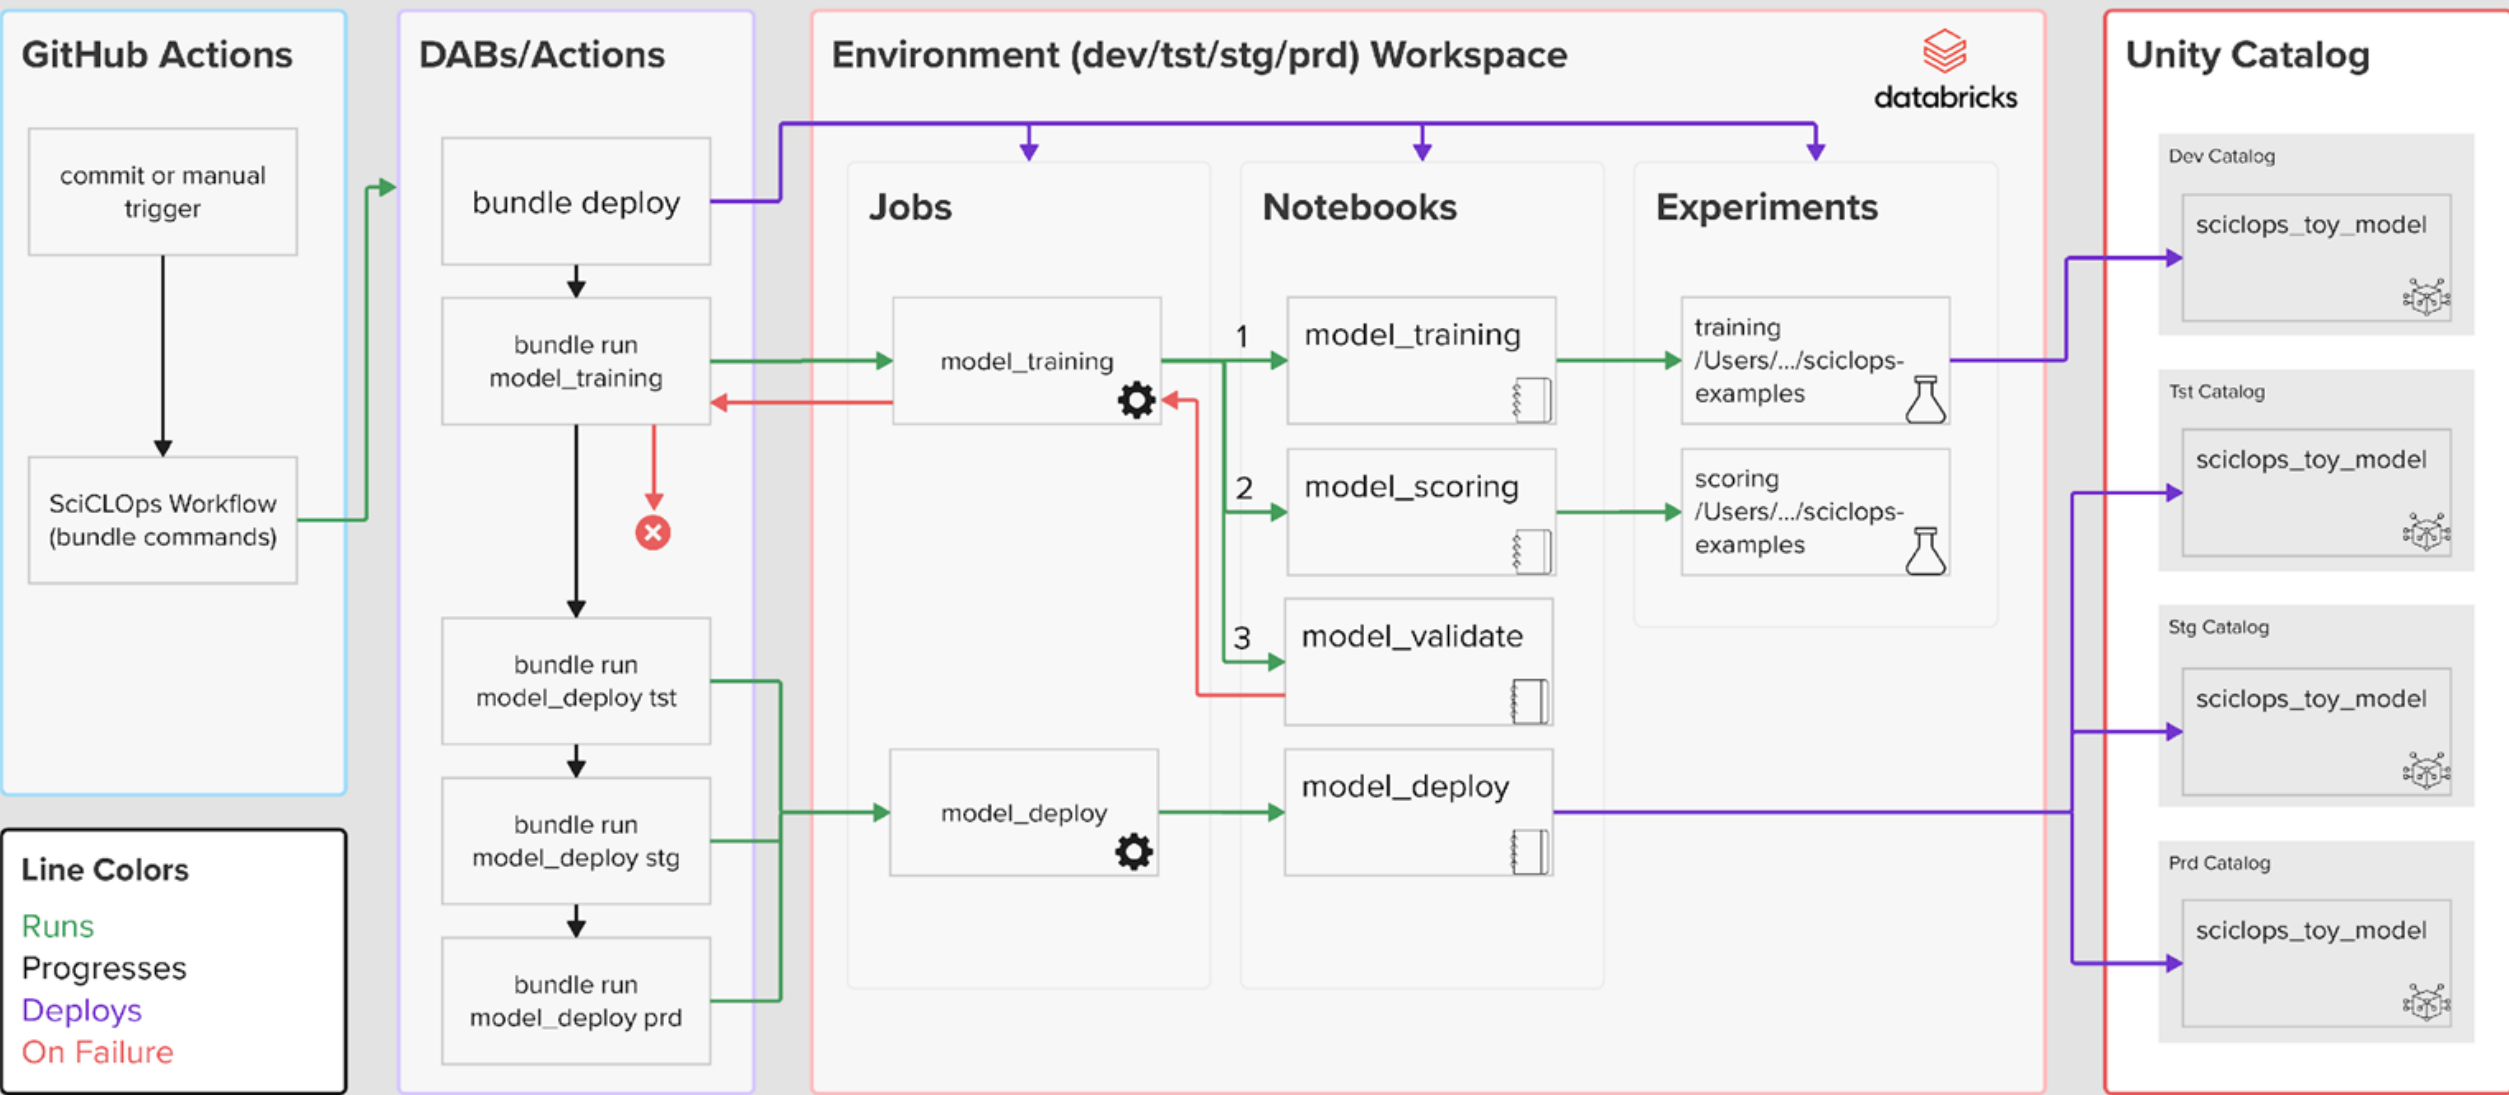 GitHub Actions
commit or manual
trigger
SciCLOps Workflow
(bundle commands)
Line Colors
Runs
Progresses
Deploys
On Failure
DABs/Actions
bundle deploy
bundle run
model_training
bundle run
model_deploy tst
bundle run
model_deploy stg
bundle run
model_deploy prd
Environment (dev/tst/stg/prd) Workspace
databricks
Jobs
model_training
model_deploy
Notebooks
1
model_training
2
model_scoring
3
model_validate
model_deploy
Experiments
training
/Users/.../sciclops-
examples
scoring
/Users/.../sciclops-
examples
Unity Catalog
Dev Catalog
sciclops_toy_model
Tst Catalog
sciclops_toy_model
Stg Catalog
sciclops_toy_model
Prd Catalog
sciclops_toy_model